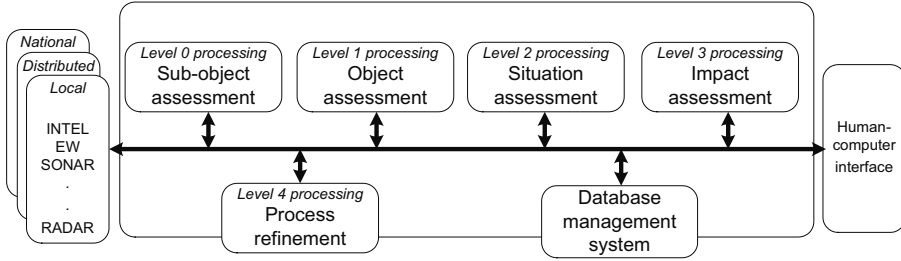 National
Distributed
Local
INTEL
EW
SONAR
.
.
RADAR
Level 0 processing
Sub-object
assessment
Level 1 processing
Object
assessment
Level 2 processing
Situation
assessment
Level 3 processing
Impact
assessment
Level 4 processing
Process
refinement
Database
management
system
Human-
computer
interface